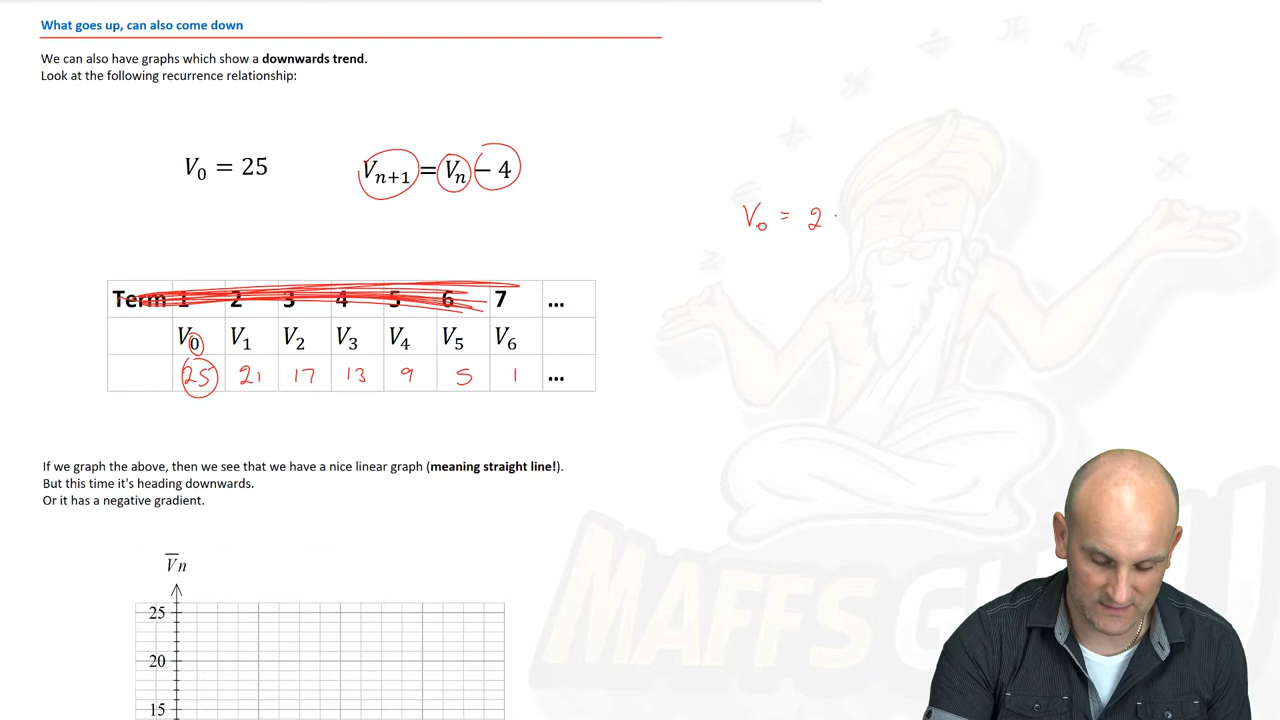 What goes up, can also come down
We can also have graphs which show a downwards trend.
Look at the following recurrence relationship:
V₀ = 25 Vₙ₊₁ = Vₙ − 4
V₀ = 2
Term 1 2 3 4 5 6 7 ...
V₀ V₁ V₂ V₃ V₄ V₅ V₆
25 21 17 13 9 5 1 ...
If we graph the above, then we see that we have a nice linear graph (meaning straight line!).
But this time it's heading downwards.
Or it has a negative gradient.
V̅n
25
20
15
MAFFS GU